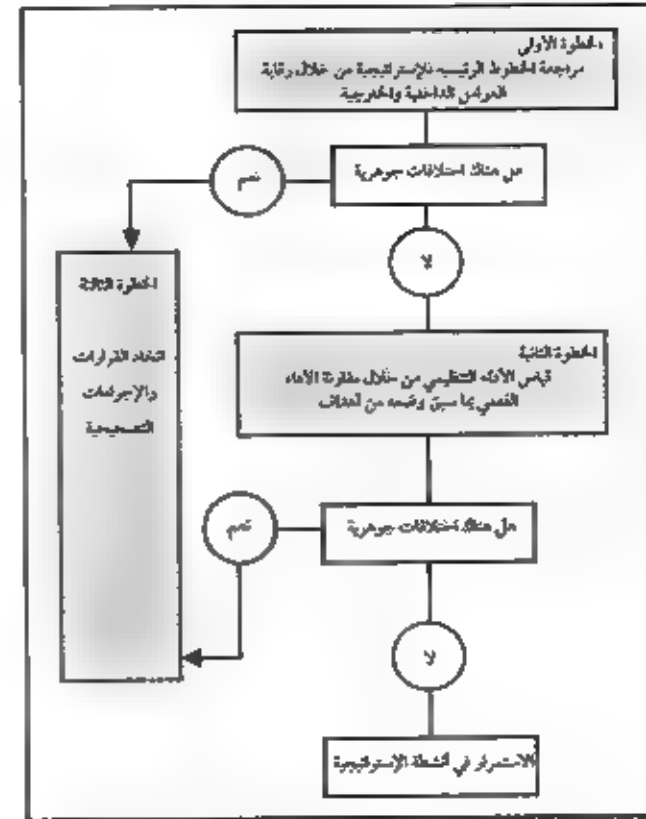 الخطوة الأولى
مراجعة الخطوط الرئيسيه للإستراتيجية من خلال رقابة
العوامل الداخلية والخارجية
هل هناك اختلافات جوهرية
نعم
لا
الخطوة الثانية
قياس الأداء التنظيمي من خلال مقارنة الأداء
الفعلي بما سبق وضعه من أهداف
هل هناك اختلافات جوهرية
نعم
لا
الاستمرار في أنشطة الإستراتيجية
الخطوة الثالثة
اتخاذ القرارات
والإجراءات
التصحيحية